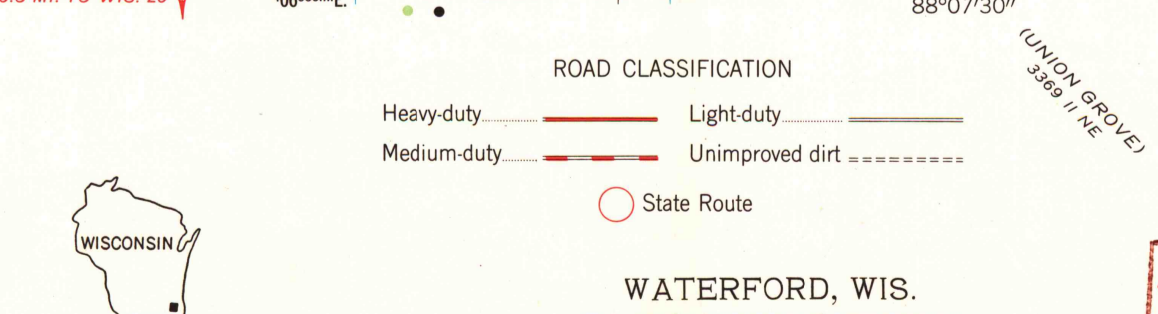 88°07'30"
(UNION GROVE)
3369 II NE
ROAD CLASSIFICATION
Heavy-duty
Light-duty
Medium-duty
Unimproved dirt
State Route
WISCONSIN
WATERFORD, WIS.